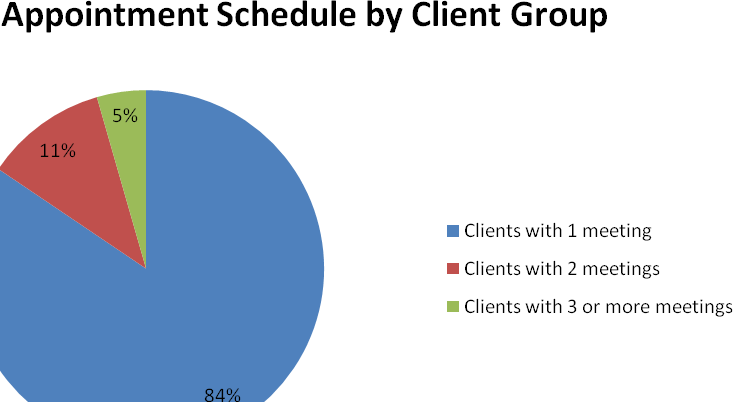 Appointment Schedule by Client Group
5%
11%
Clients with 1 meeting
Clients with 2 meetings
Clients with 3 or more meetings
84%